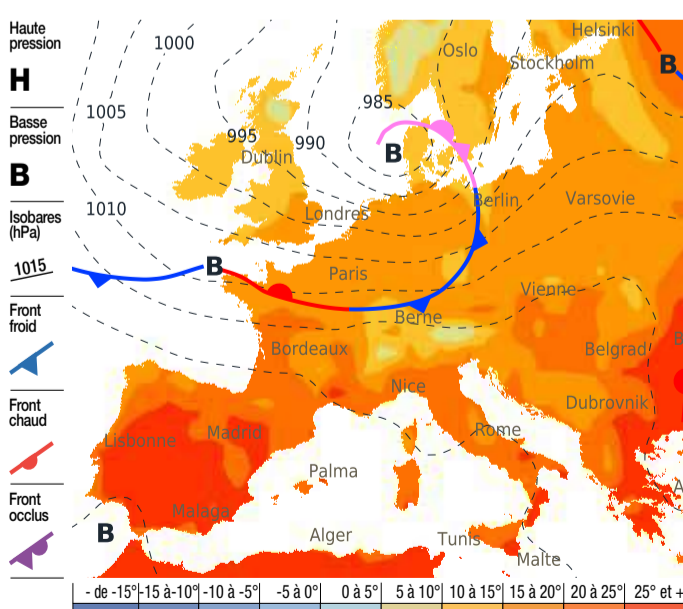 Haute
pression
H
Basse
pression
B
Isobares
(hPa)
1015
Front
froid
Front
chaud
Front
occlus
1000
Oslo
Helsinki
Stockholm
B
1005
985
995
990
B
Dublin
1010
Londres
Berlin
Varsovie
B
Paris
Vienne
Berne
Bordeaux
Belgrad
B
Nice
Dubrovnik
Lisbonne
Madrid
Rome
Palma
A
Malaga
B
Alger
Tunis
Malte
- de -15°
-15 à-10°
-10 à -5°
-5 à 0°
0 à 5°
5 à 10°
10 à 15°
15 à 20°
20 à 25°
25° et +